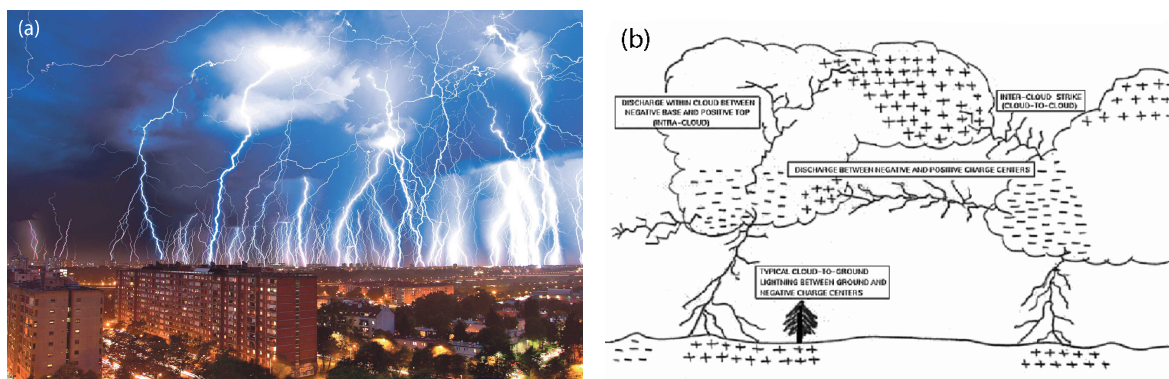 (a)
(b)
DISCHARGE WITHIN CLOUD BETWEEN
NEGATIVE BASE AND POSITIVE TOP
(INTRA-CLOUD)
INTER-CLOUD STRIKE
(CLOUD-TO-CLOUD)
DISCHARGE BETWEEN NEGATIVE AND POSITIVE CHARGE CENTERS
TYPICAL CLOUD-TO-GROUND
LIGHTNING BETWEEN GROUND AND
NEGATIVE CHARGE CENTERS